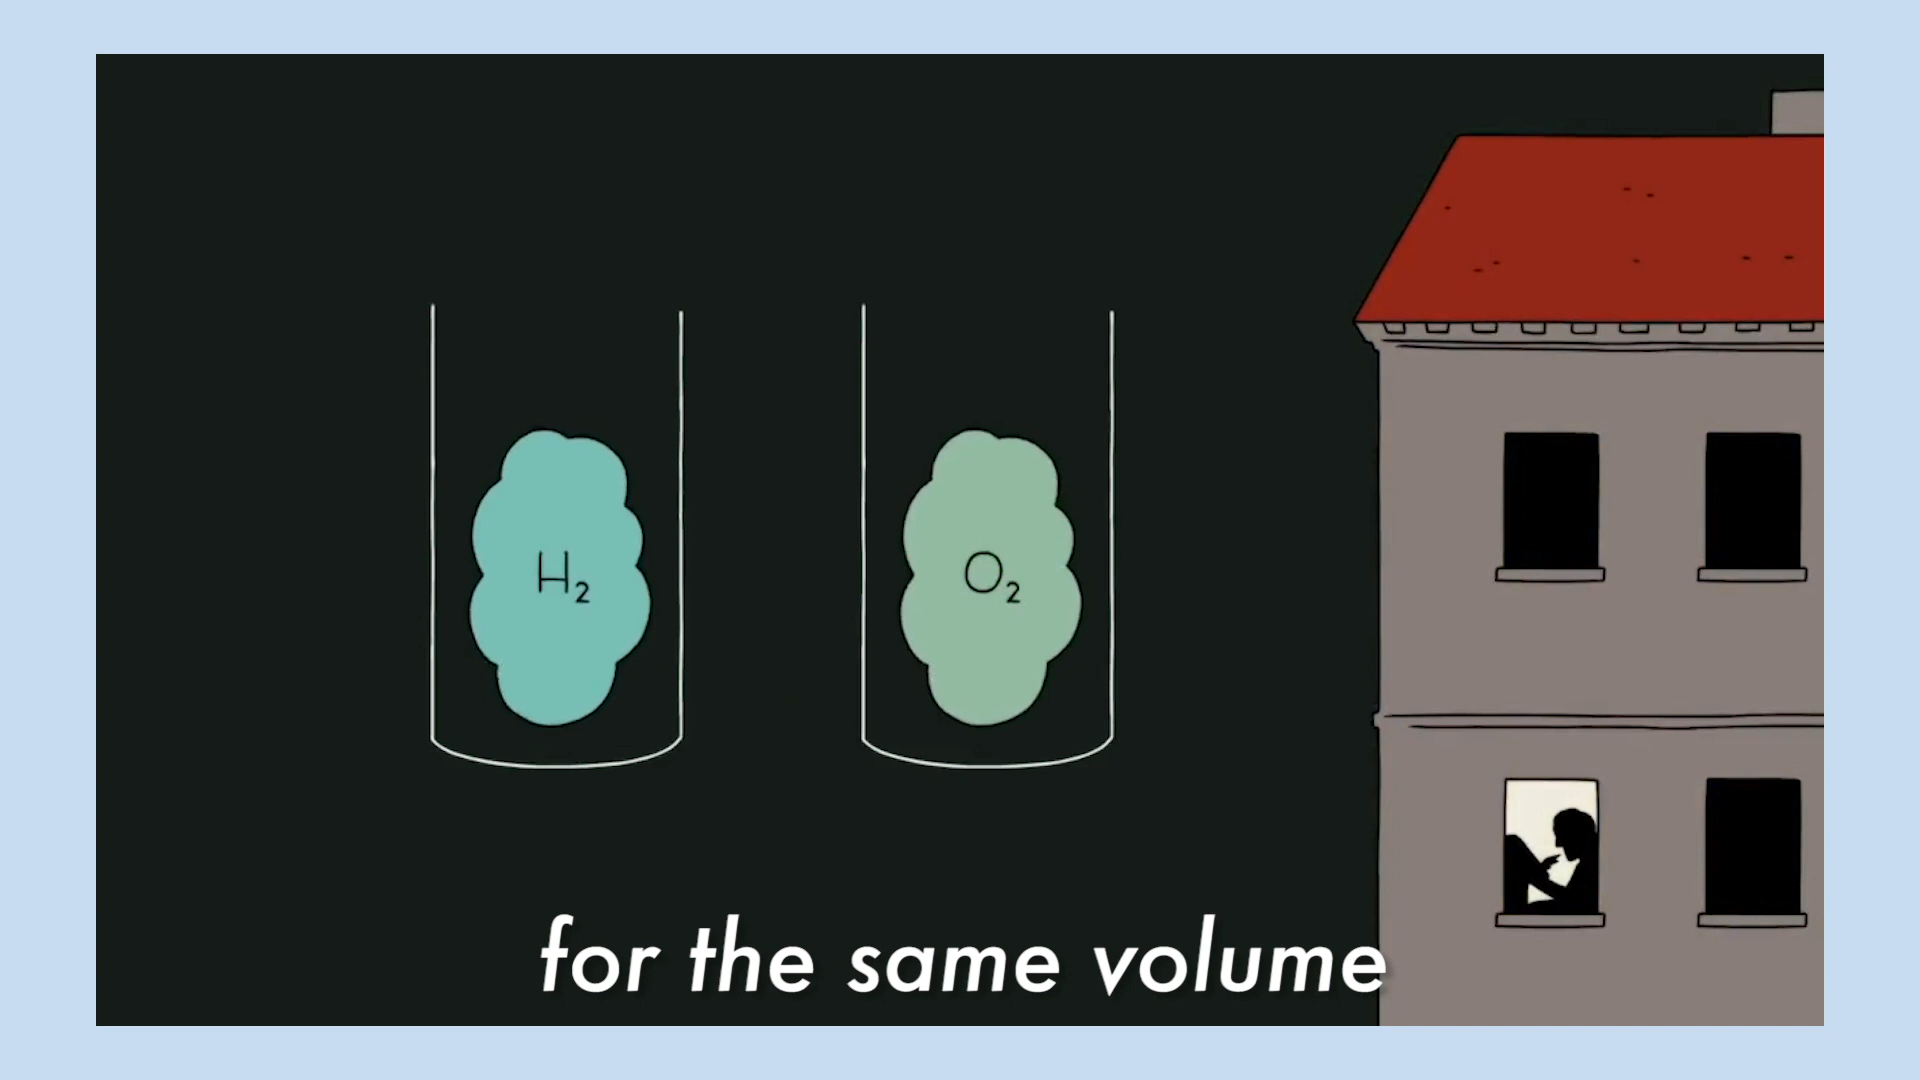 H₂
O₂
for the same volume